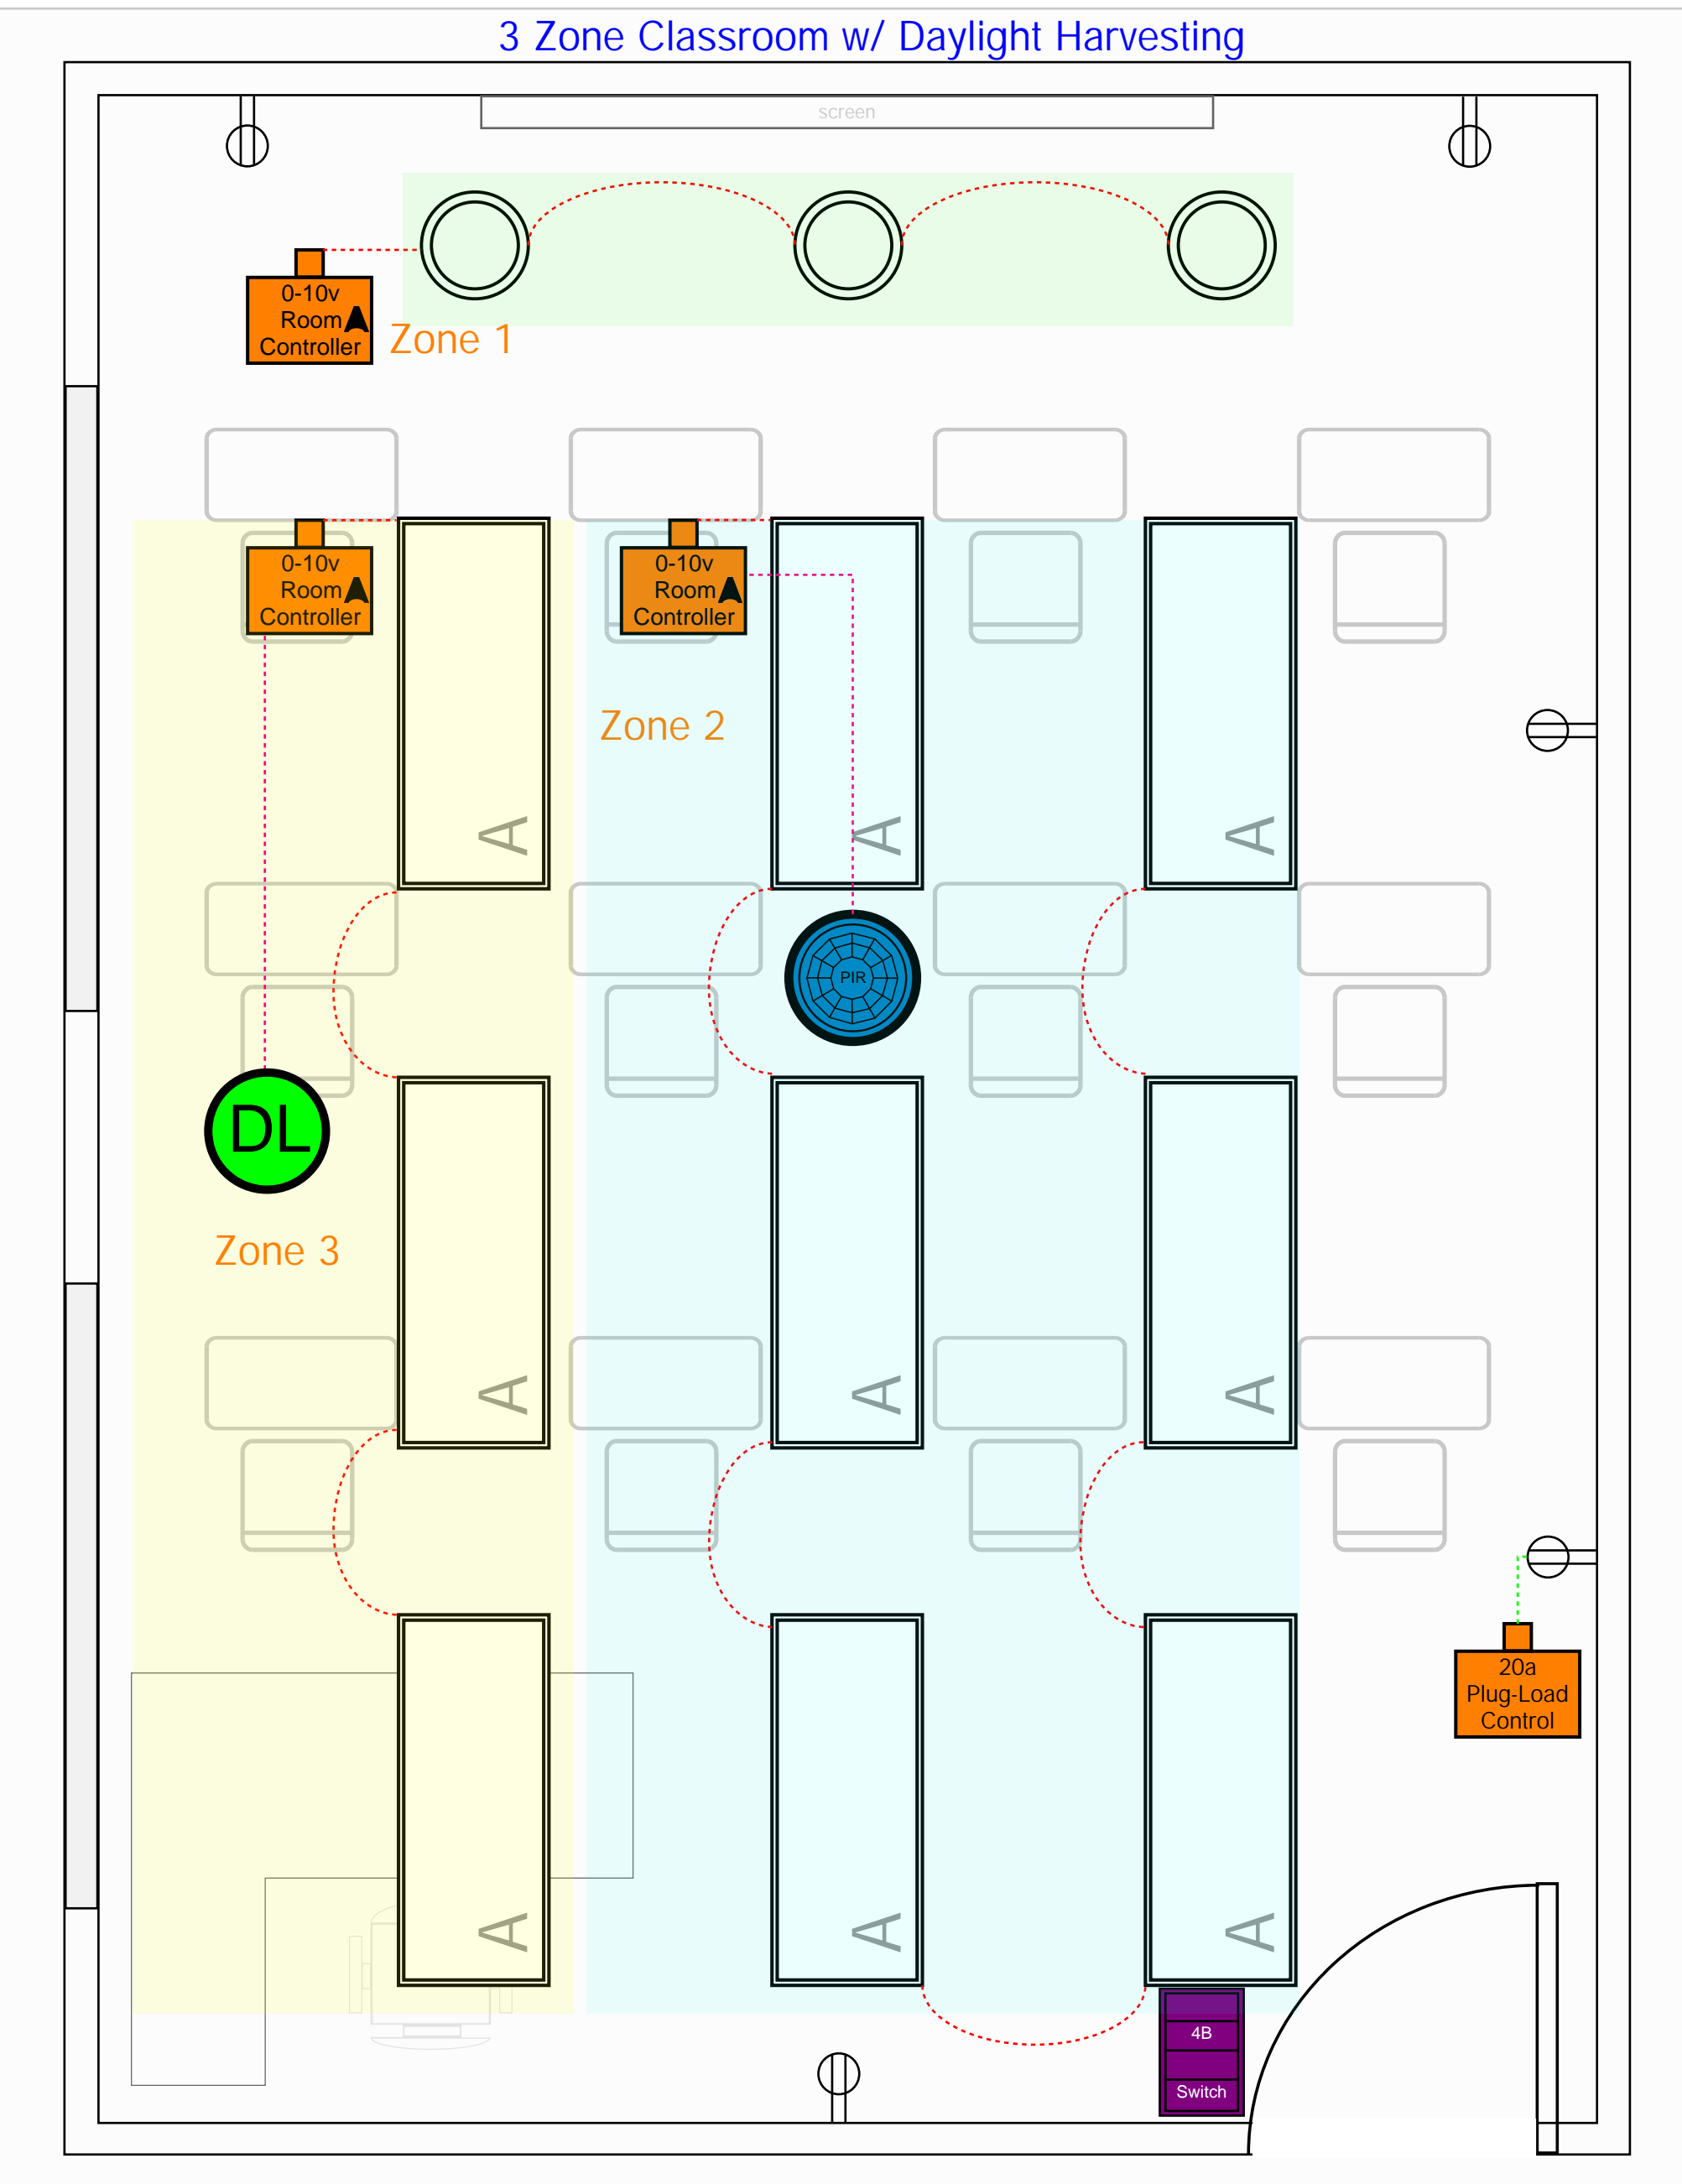 3 Zone Classroom w/ Daylight Harvesting
screen
0-10v
Room
Controller
Zone 1
0-10v
Room
Controller
0-10v
Room
Controller
Zone 2
A
A
A
PIR
DL
Zone 3
A
A
A
20a
Plug-Load
Control
A
A
A
4B
Switch